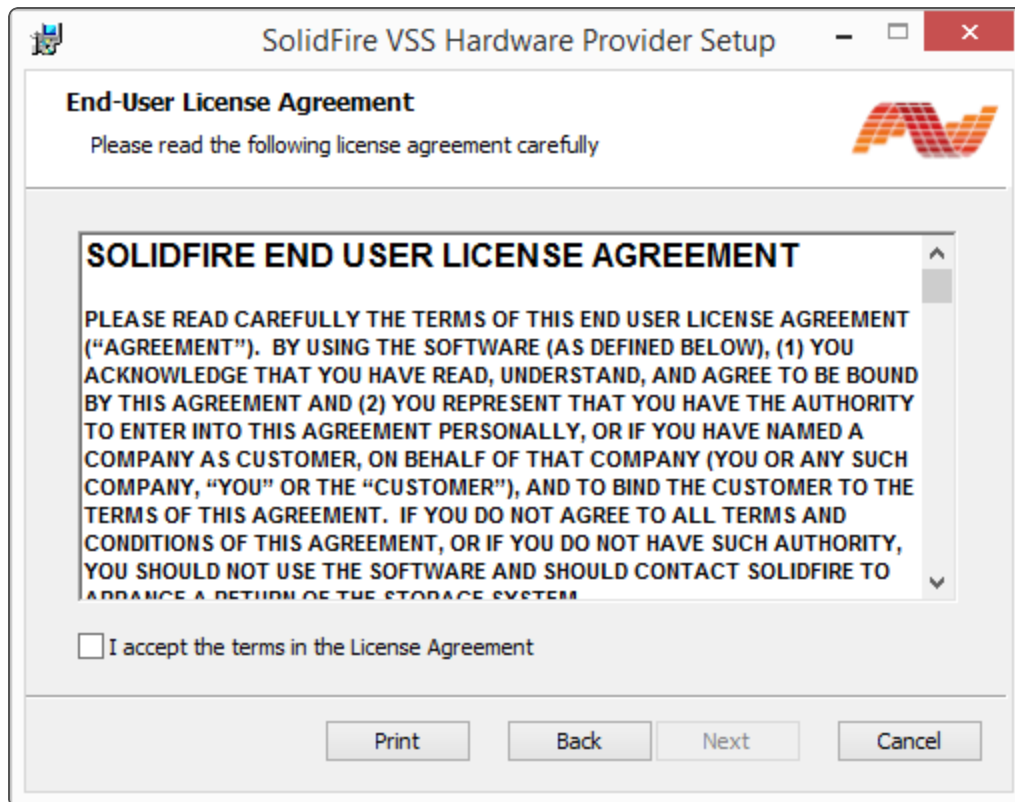 SolidFire VSS Hardware Provider Setup
End-User License Agreement
Please read the following license agreement carefully
SOLIDFIRE END USER LICENSE AGREEMENT
PLEASE READ CAREFULLY THE TERMS OF THIS END USER LICENSE AGREEMENT
(“AGREEMENT”).  BY USING THE SOFTWARE (AS DEFINED BELOW), (1) YOU
ACKNOWLEDGE THAT YOU HAVE READ, UNDERSTAND, AND AGREE TO BE BOUND
BY THIS AGREEMENT AND (2) YOU REPRESENT THAT YOU HAVE THE AUTHORITY
TO ENTER INTO THIS AGREEMENT PERSONALLY, OR IF YOU HAVE NAMED A
COMPANY AS CUSTOMER, ON BEHALF OF THAT COMPANY (YOU OR ANY SUCH
COMPANY, “YOU” OR THE “CUSTOMER”), AND TO BIND THE CUSTOMER TO THE
TERMS OF THIS AGREEMENT.  IF YOU DO NOT AGREE TO ALL TERMS AND
CONDITIONS OF THIS AGREEMENT, OR IF YOU DO NOT HAVE SUCH AUTHORITY,
YOU SHOULD NOT USE THE SOFTWARE AND SHOULD CONTACT SOLIDFIRE TO
ARRANGE A RETURN OF THE STORAGE SYSTEM
I accept the terms in the License Agreement
Print Back Next Cancel